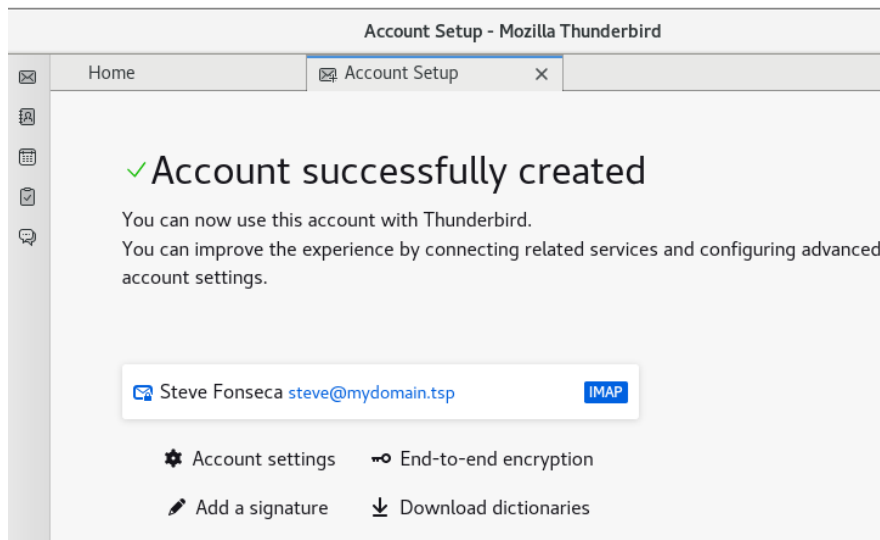 Account Setup - Mozilla Thunderbird
Home
Account Setup
Account successfully created
You can now use this account with Thunderbird.
You can improve the experience by connecting related services and configuring advanced
account settings.
Steve Fonseca steve@mydomain.tsp IMAP
Account settings End-to-end encryption
Add a signature Download dictionaries